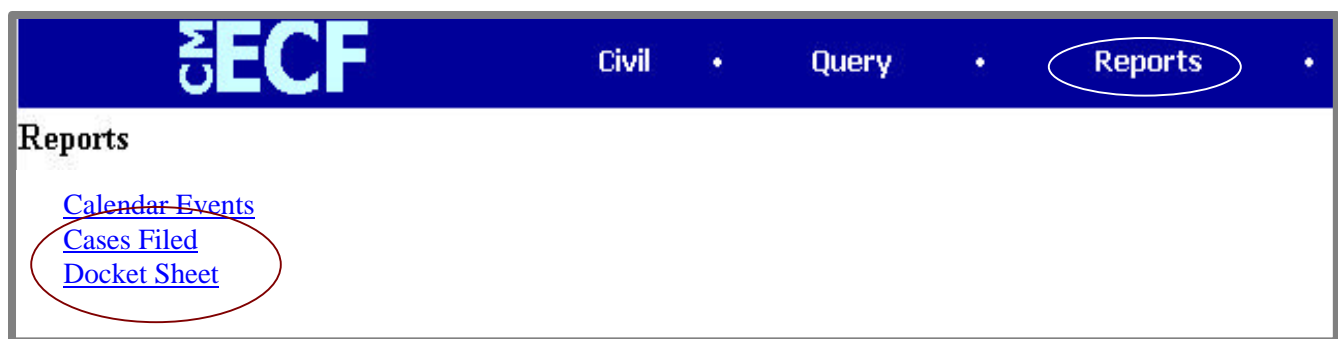 CM ECF Civil • Query • Reports •
Reports
Calendar Events
Cases Filed
Docket Sheet